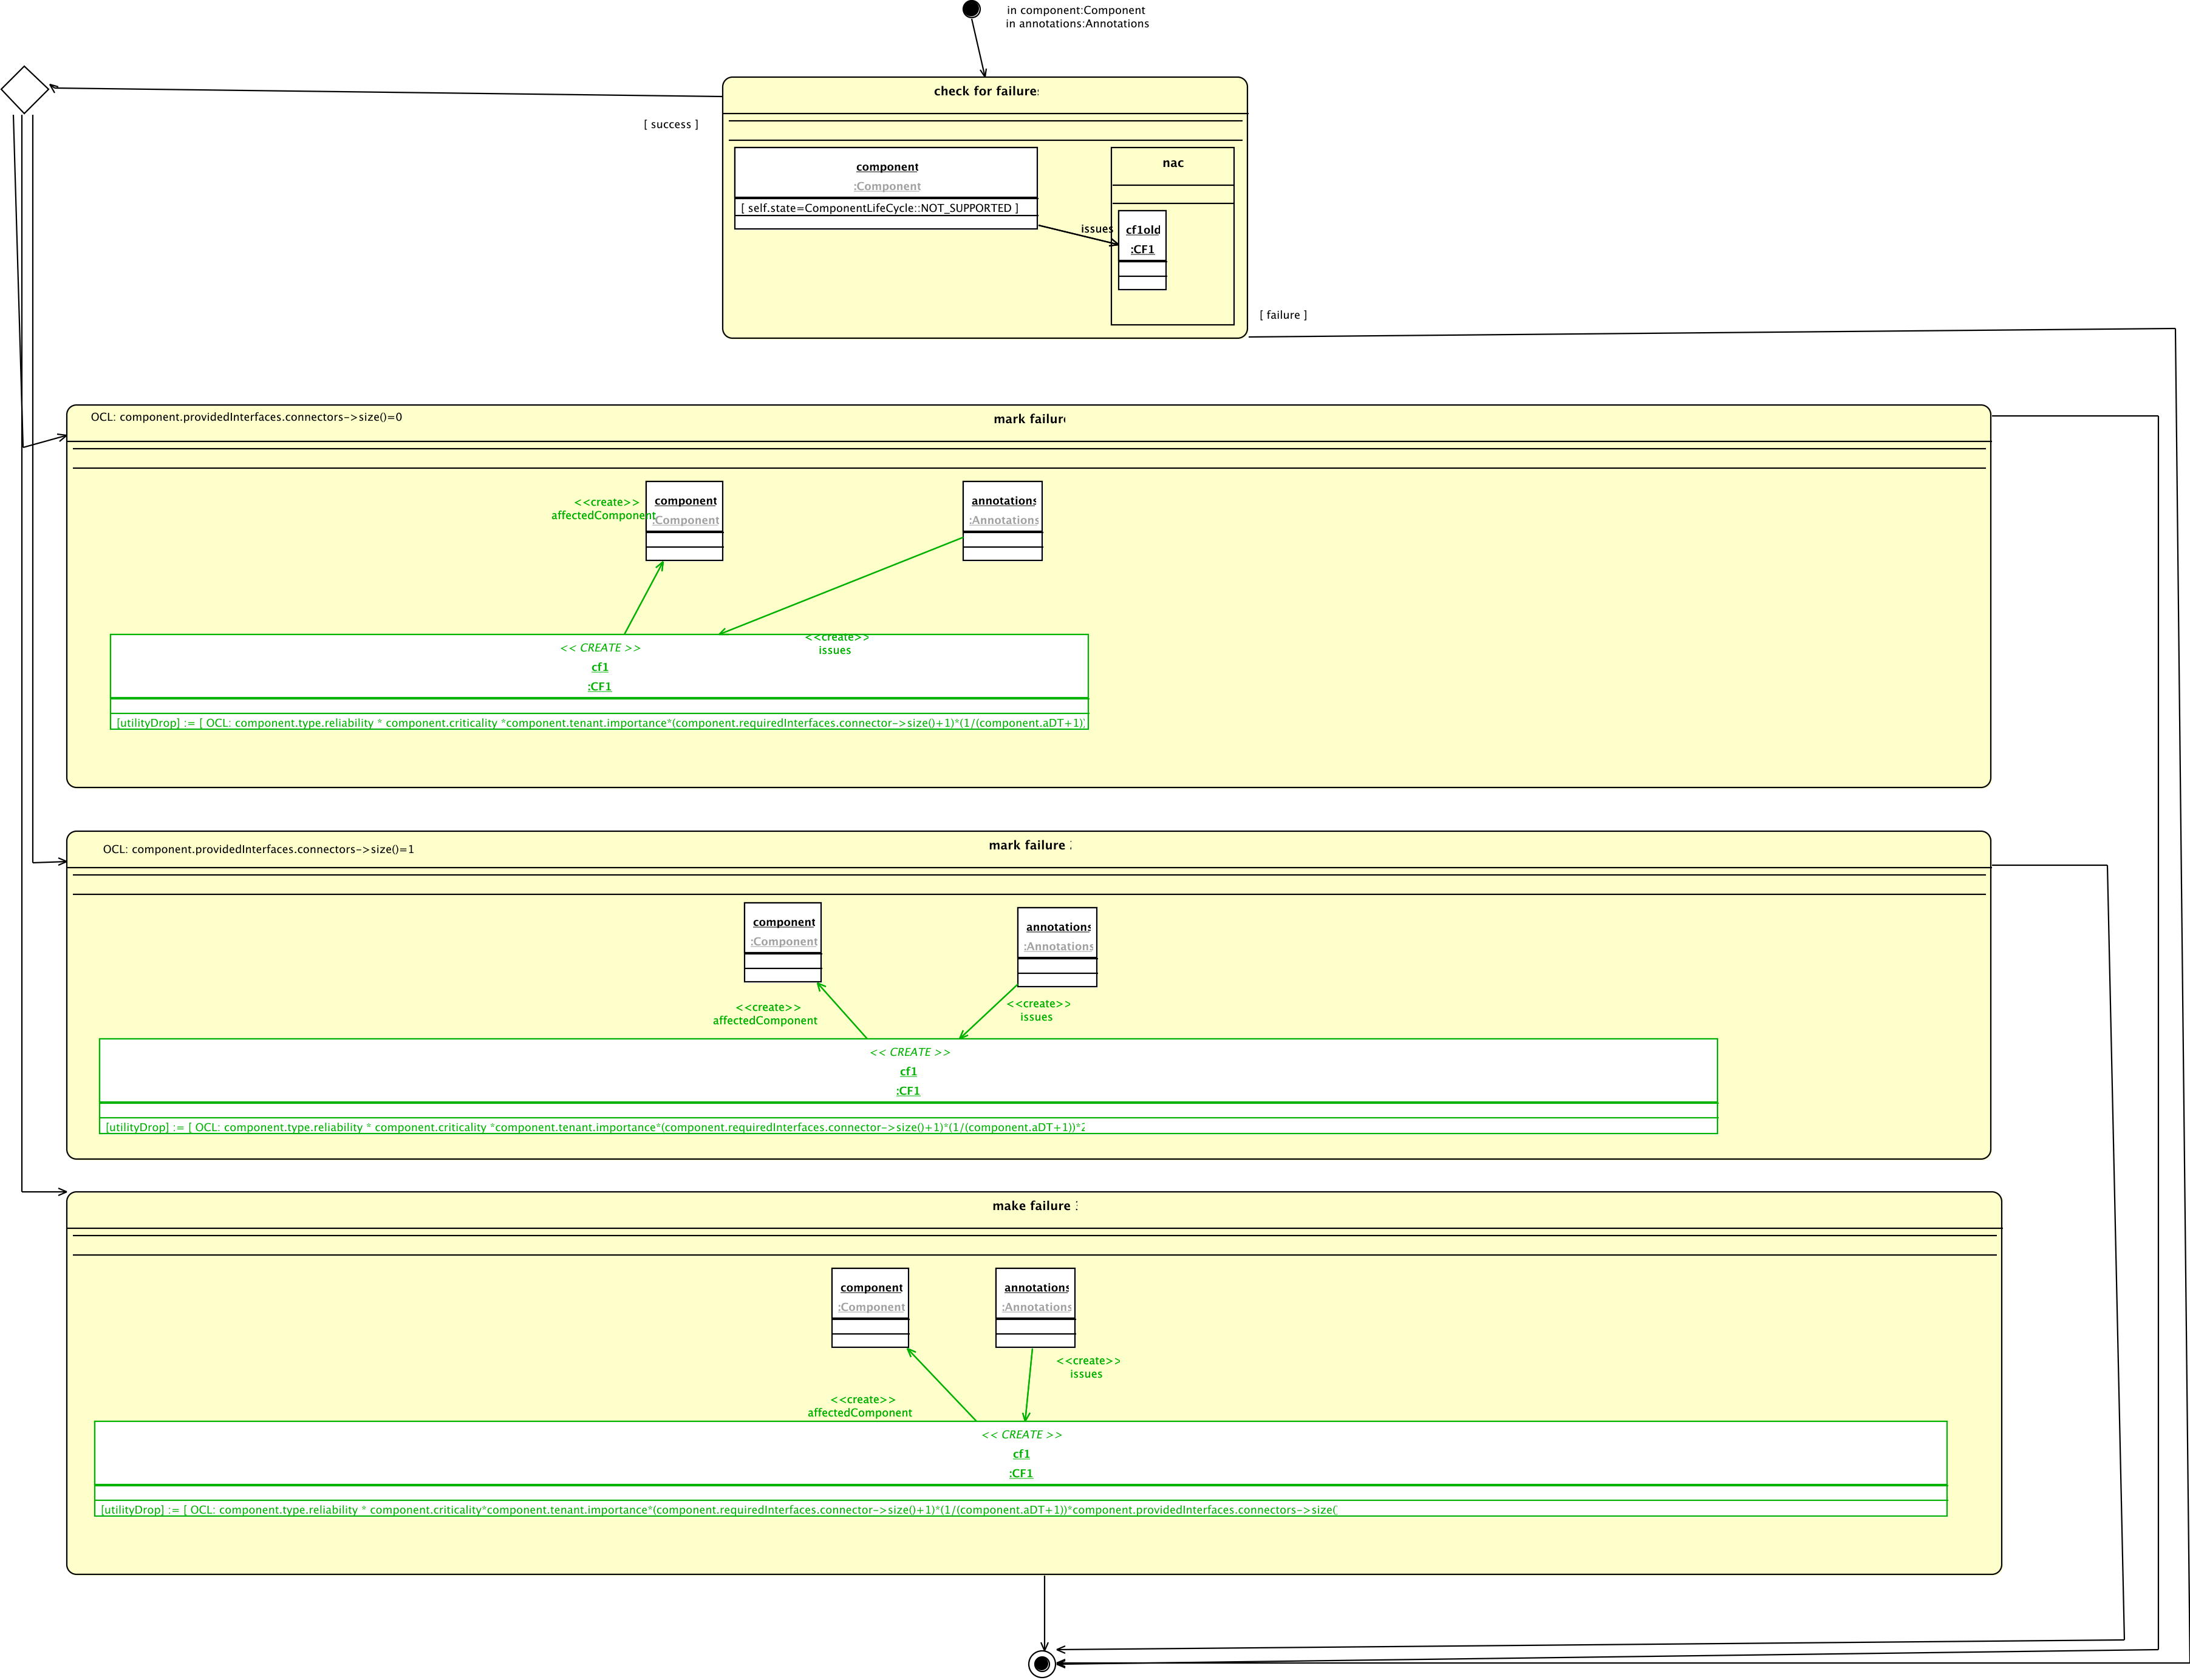 in component:Component
in annotations:Annotations
check for failures
[ success ]
component
:Component
[ self.state=ComponentLifeCycle::NOT_SUPPORTED ]
issues
nac
cf1old
:CF1
[ failure ]
OCL: component.providedInterfaces.connectors->size()=0
mark failure
<<create>>
affectedComponent
component
:Component
annotations
:Annotations
<<create>>
issues
<< CREATE >>
cf1
:CF1
[utilityDrop] := [ OCL: component.type.reliability * component.criticality *component.tenant.importance*(component.requiredInterfaces.connector->size()+1)*(1/(component.aDT+1))
OCL: component.providedInterfaces.connectors->size()=1
mark failure 2
component
:Component
annotations
:Annotations
<<create>>
affectedComponent
<<create>>
issues
<< CREATE >>
cf1
:CF1
[utilityDrop] := [ OCL: component.type.reliability * component.criticality *component.tenant.importance*(component.requiredInterfaces.connector->size()+1)*(1/(component.aDT+1))*2
make failure
component
:Component
annotations
:Annotations
<<create>>
issues
<<create>>
affectedComponent
<< CREATE >>
cf1
:CF1
[utilityDrop] := [ OCL: component.type.reliability * component.criticality*component.tenant.importance*(component.requiredInterfaces.connector->size()+1)*(1/(component.aDT+1))*component.providedInterfaces.connectors->size(